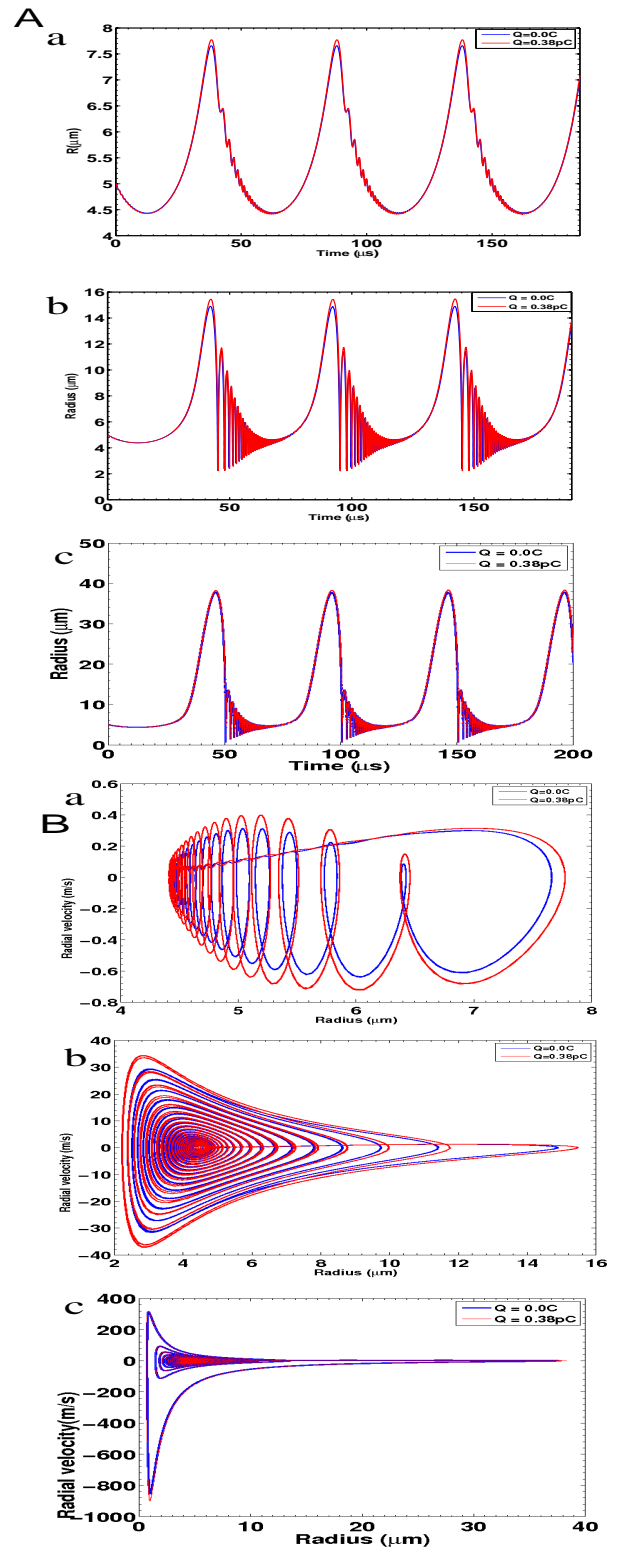 A
a
Q=0.0C
Q=0.38pC
8
7.5
7
6.5
6
5.5
5
4.5
4
R(μm)
0 50 100 150
Time (μs)
b
Q = 0.0C
Q = 0.38pC
16
14
12
10
8
6
4
2
0
Radius (μm)
0 50 100 150
Time (μs)
c
Q = 0.0C
Q = 0.38pC
50
40
30
20
10
0
Radius (μm)
0 50 100 150 200
Time (μs)
B
a
Q=0.0C
Q=0.38pC
0.6
0.4
0.2
0
−0.2
−0.4
−0.6
−0.8
Radial velocity (m/s)
4 5 6 7 8
Radius (μm)
b
Q=0.0C
Q=0.38pC
40
30
20
10
0
−10
−20
−30
−40
Radial velocity (m/s)
2 4 6 8 10 12 14 16
Radius (μm)
c
Q = 0.0C
Q = 0.38pC
400
200
0
−200
−400
−600
−800
−1000
Radial velocity(m/s)
0 10 20 30 40
Radius (μm)